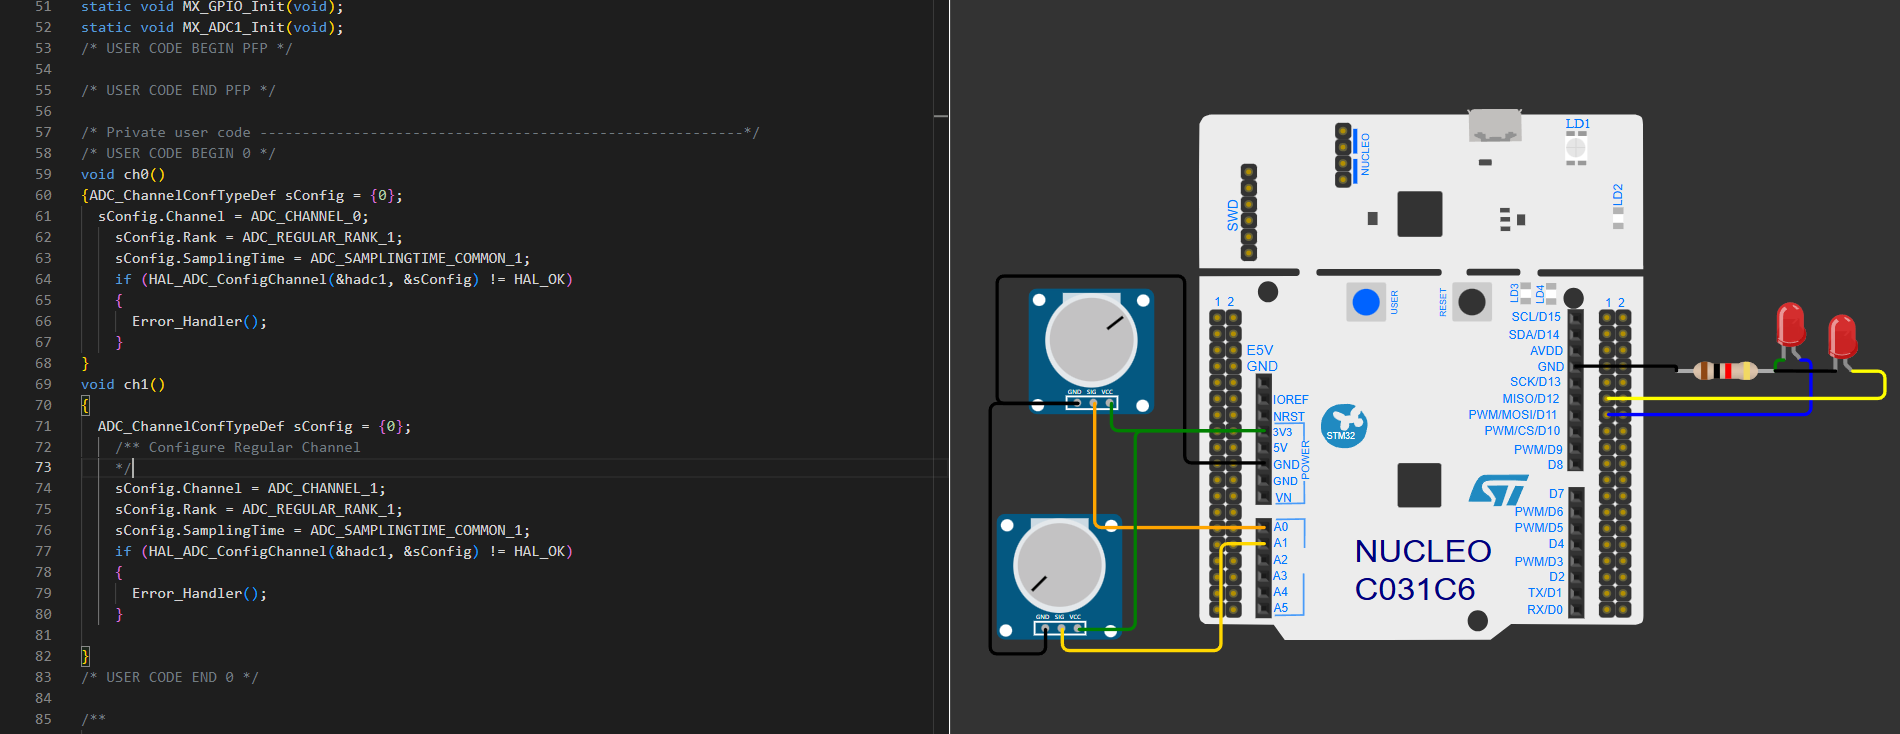 51 static void MX_GPIO_Init(void);
52 static void MX_ADC1_Init(void);
53 /* USER CODE BEGIN PFP */
54
55 /* USER CODE END PFP */
56
57 /* Private user code ---------------------------------------------------------*/
58 /* USER CODE BEGIN 0 */
59 void ch0()
60 {ADC_ChannelConfTypeDef sConfig = {0};
61 sConfig.Channel = ADC_CHANNEL_0;
62 sConfig.Rank = ADC_REGULAR_RANK_1;
63 sConfig.SamplingTime = ADC_SAMPLINGTIME_COMMON_1;
64 if (HAL_ADC_ConfigChannel(&hadc1, &sConfig) != HAL_OK)
65 {
66 Error_Handler();
67 }
68 }
69 void ch1()
70 {
71 ADC_ChannelConfTypeDef sConfig = {0};
72 /** Configure Regular Channel
73 */
74 sConfig.Channel = ADC_CHANNEL_1;
75 sConfig.Rank = ADC_REGULAR_RANK_1;
76 sConfig.SamplingTime = ADC_SAMPLINGTIME_COMMON_1;
77 if (HAL_ADC_ConfigChannel(&hadc1, &sConfig) != HAL_OK)
78 {
79 Error_Handler();
80 }
81
82 }
83 /* USER CODE END 0 */
84
85 /**
NUCLEO
LD1
SWD
LD2
USER
RESET
LD3
LD4
1 2
1 2
E5V
GND
IOREF
NRST
3V3
5V
GND
GND
VN
POWER
A0
A1
A2
A3
A4
A5
SCL/D15
SDA/D14
AVDD
GND
SCK/D13
MISO/D12
PWM/MOSI/D11
PWM/CS/D10
PWM/D9
D8
D7
PWM/D6
PWM/D5
D4
PWM/D3
D2
TX/D1
RX/D0
STM32
ST
NUCLEO
C031C6
GND SIG VCC
GND SIG VCC